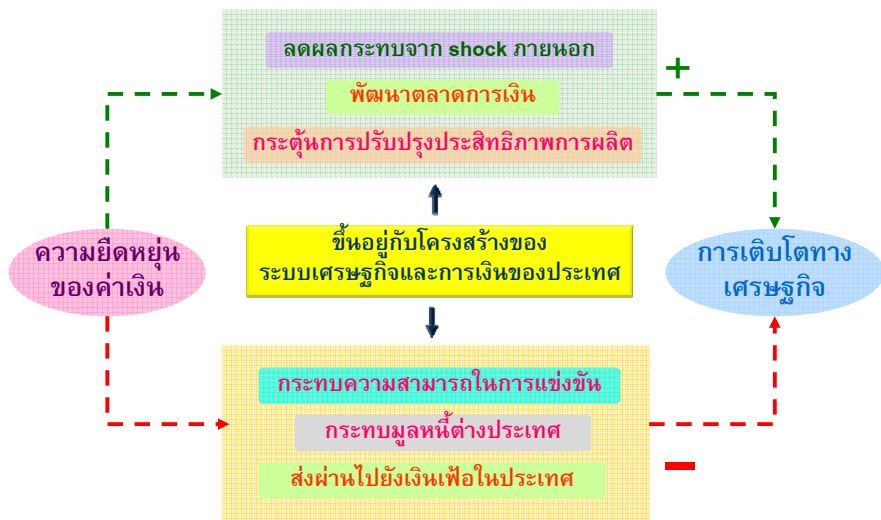 ลดผลกระทบจาก shock ภายนอก
+
พัฒนาตลาดการเงิน
กระตุ้นการปรับปรุงประสิทธิภาพการผลิต
ความยืดหยุ่น
ของค่าเงิน
ขึ้นอยู่กับโครงสร้างของ
ระบบเศรษฐกิจและการเงินของประเทศ
การเติบโตทาง
เศรษฐกิจ
กระทบความสามารถในการแข่งขัน
กระทบมูลหนี้ต่างประเทศ
ส่งผ่านไปยังเงินเฟ้อในประเทศ
–